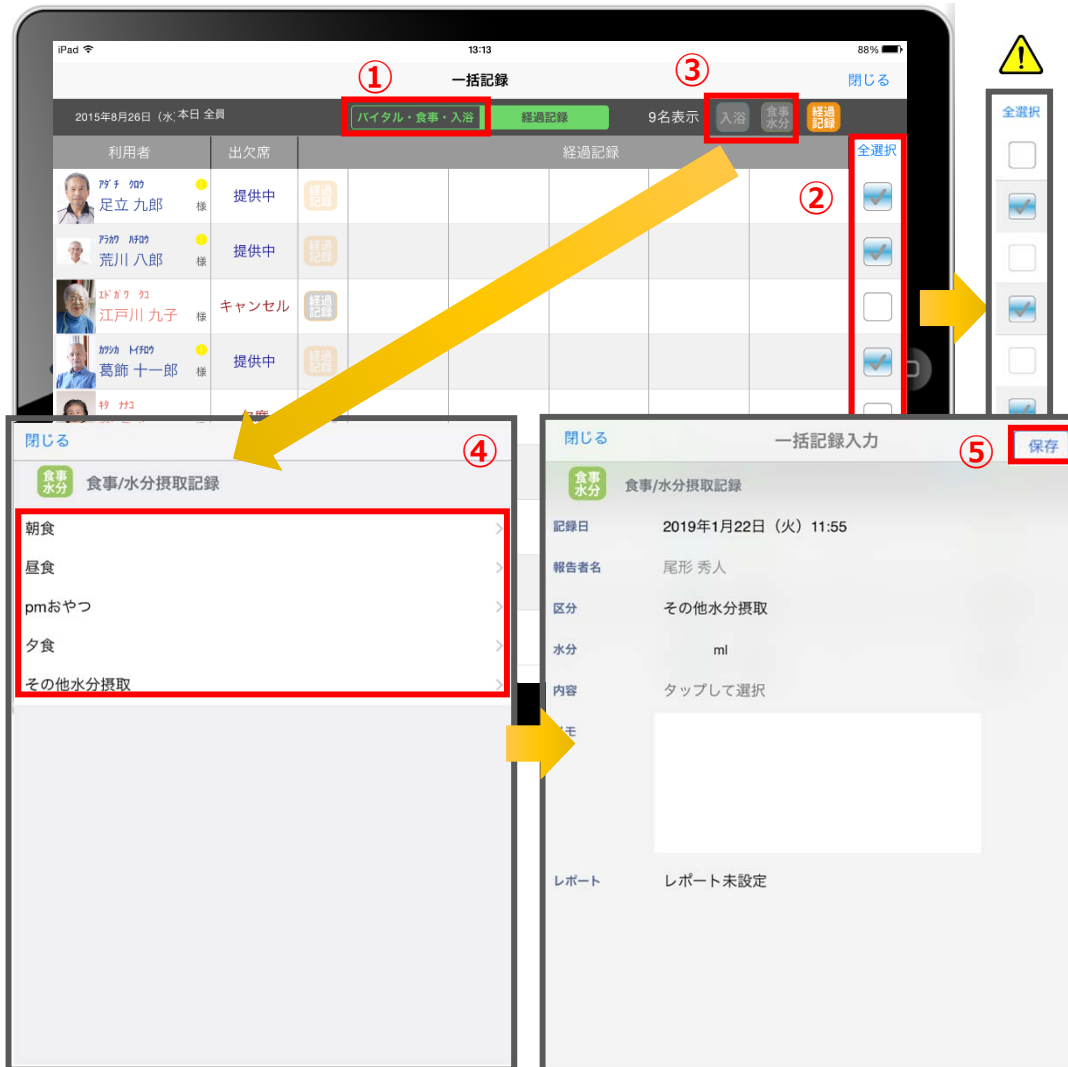 iPad 13:13 88%
① 一括記録 ③ 閉じる
2015年8月26日（水 本日 全員 バイタル・食事・入浴 経過記録 9名表示 入浴 食事水分 経過記録
利用者 出欠席 経過記録 全選択
全選択
②
ｱﾀﾞﾁ ｸﾛｳ
足立 九郎 様 提供中 経過記録
ｱﾗｶﾜ ﾊﾁﾛｳ
荒川 八郎 様 提供中 経過記録
ｴﾄﾞｶﾞﾜ ｸｺ
江戸川 九子 様 キャンセル 経過記録
ｶﾂｼｶ ﾄｲﾁﾛｳ
葛飾 十一郎 様 提供中 経過記録
ｷﾀ ﾅﾅｺ
閉じる ④
食事水分 食事/水分摂取記録
朝食
昼食
pmおやつ
夕食
その他水分摂取
閉じる 一括記録入力 ⑤ 保存
食事水分 食事/水分摂取記録
記録日 2019年1月22日（火）11:55
報告者名 尾形 秀人
区分 その他水分摂取
水分 ml
内容 タップして選択
レポート レポート未設定